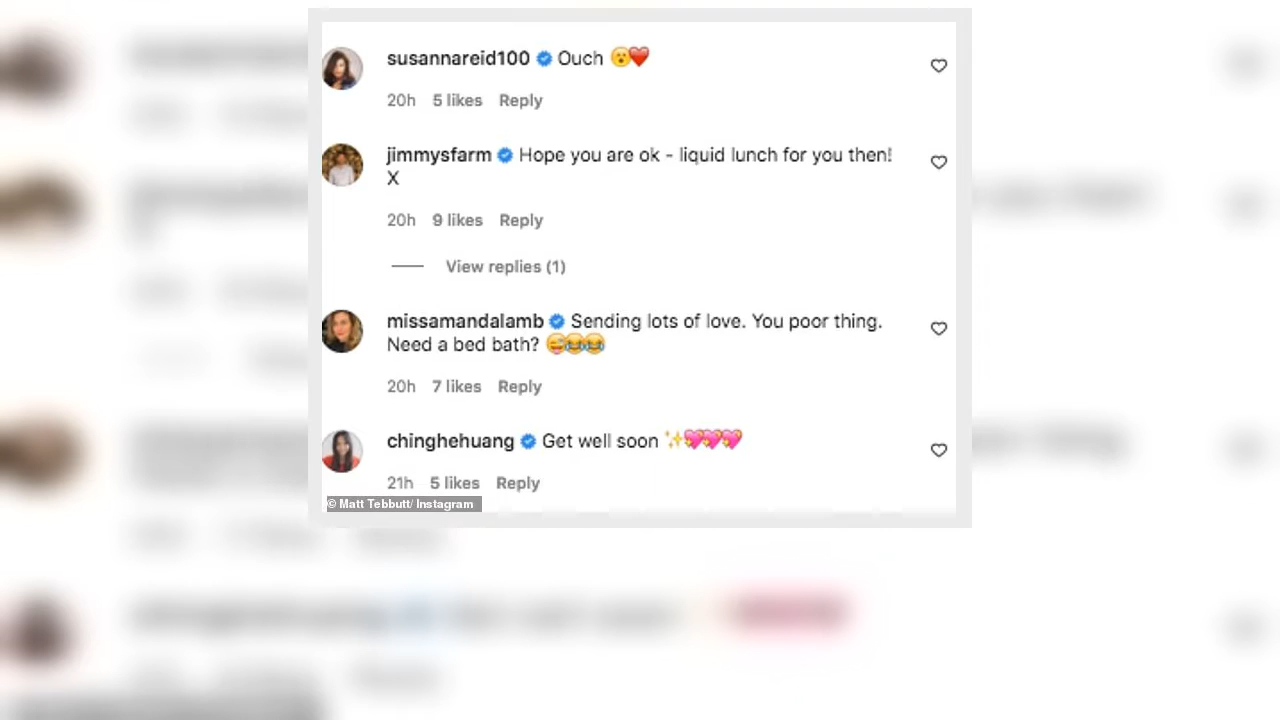 susannareid100 Ouch 😮❤️
20h 5 likes Reply
jimmysfarm Hope you are ok - liquid lunch for you then!
X
20h 9 likes Reply
View replies (1)
missamandalamb Sending lots of love. You poor thing.
Need a bed bath? 🥰😂😂
20h 7 likes Reply
chinghehuang Get well soon ✨💖💖💖
21h 5 likes Reply
© Matt Tebbutt/ Instagram